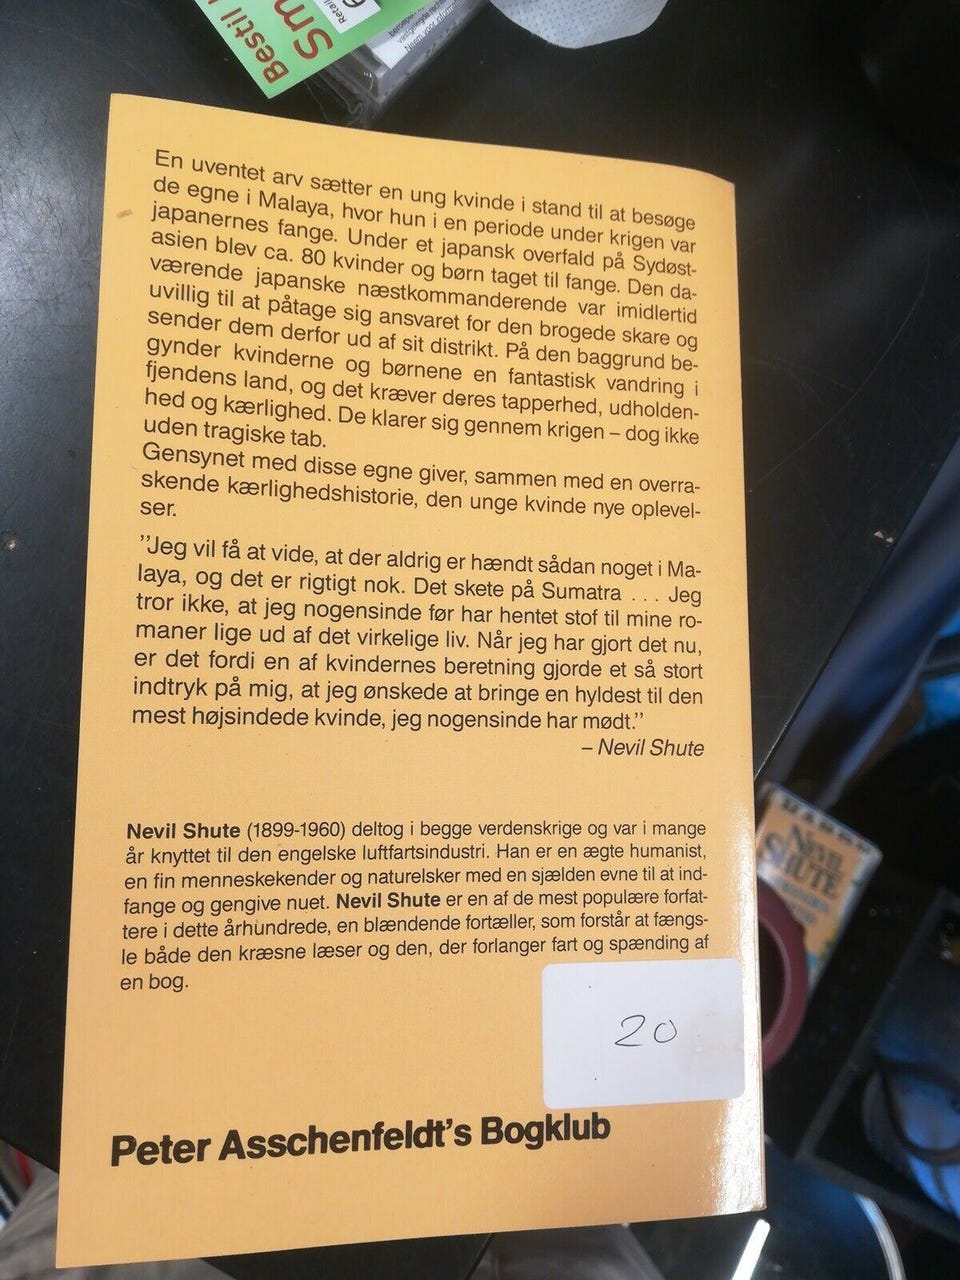 Bestil
Sm
Retail
6
En uventet arv sætter en ung kvinde i stand til at besøge
de egne i Malaya, hvor hun i en periode under krigen var
japanernes fange. Under et japansk overfald på Sydøst-
asien blev ca. 80 kvinder og børn taget til fange. Den da-
værende japanske næstkommanderende var imidlertid
uvillig til at påtage sig ansvaret for den brogede skare og
sender dem derfor ud af sit distrikt. På den baggrund be-
gynder kvinderne og børnene en fantastisk vandring i
fjendens land, og det kræver deres tapperhed, udholden-
hed og kærlighed. De klarer sig gennem krigen – dog ikke
uden tragiske tab.
Gensynet med disse egne giver, sammen med en overra-
skende kærlighedshistorie, den unge kvinde nye oplevel-
ser.
"Jeg vil få at vide, at der aldrig er hændt sådan noget i Ma-
laya, og det er rigtigt nok. Det skete på Sumatra . . . Jeg
tror ikke, at jeg nogensinde før har hentet stof til mine ro-
maner lige ud af det virkelige liv. Når jeg har gjort det nu,
er det fordi en af kvindernes beretning gjorde et så stort
indtryk på mig, at jeg ønskede at bringe en hyldest til den
mest højsindede kvinde, jeg nogensinde har mødt."
– Nevil Shute
Nevil Shute (1899-1960) deltog i begge verdenskrige og var i mange
år knyttet til den engelske luftfartsindustri. Han er en ægte humanist,
en fin menneskekender og naturelsker med en sjælden evne til at ind-
fange og gengive nuet. Nevil Shute er en af de mest populære forfat-
tere i dette århundrede, en blændende fortæller, som forstår at fængs-
le både den kræsne læser og den, der forlanger fart og spænding af
en bog.
20
Peter Asschenfeldt's Bogklub
NEVIL
SHUTE